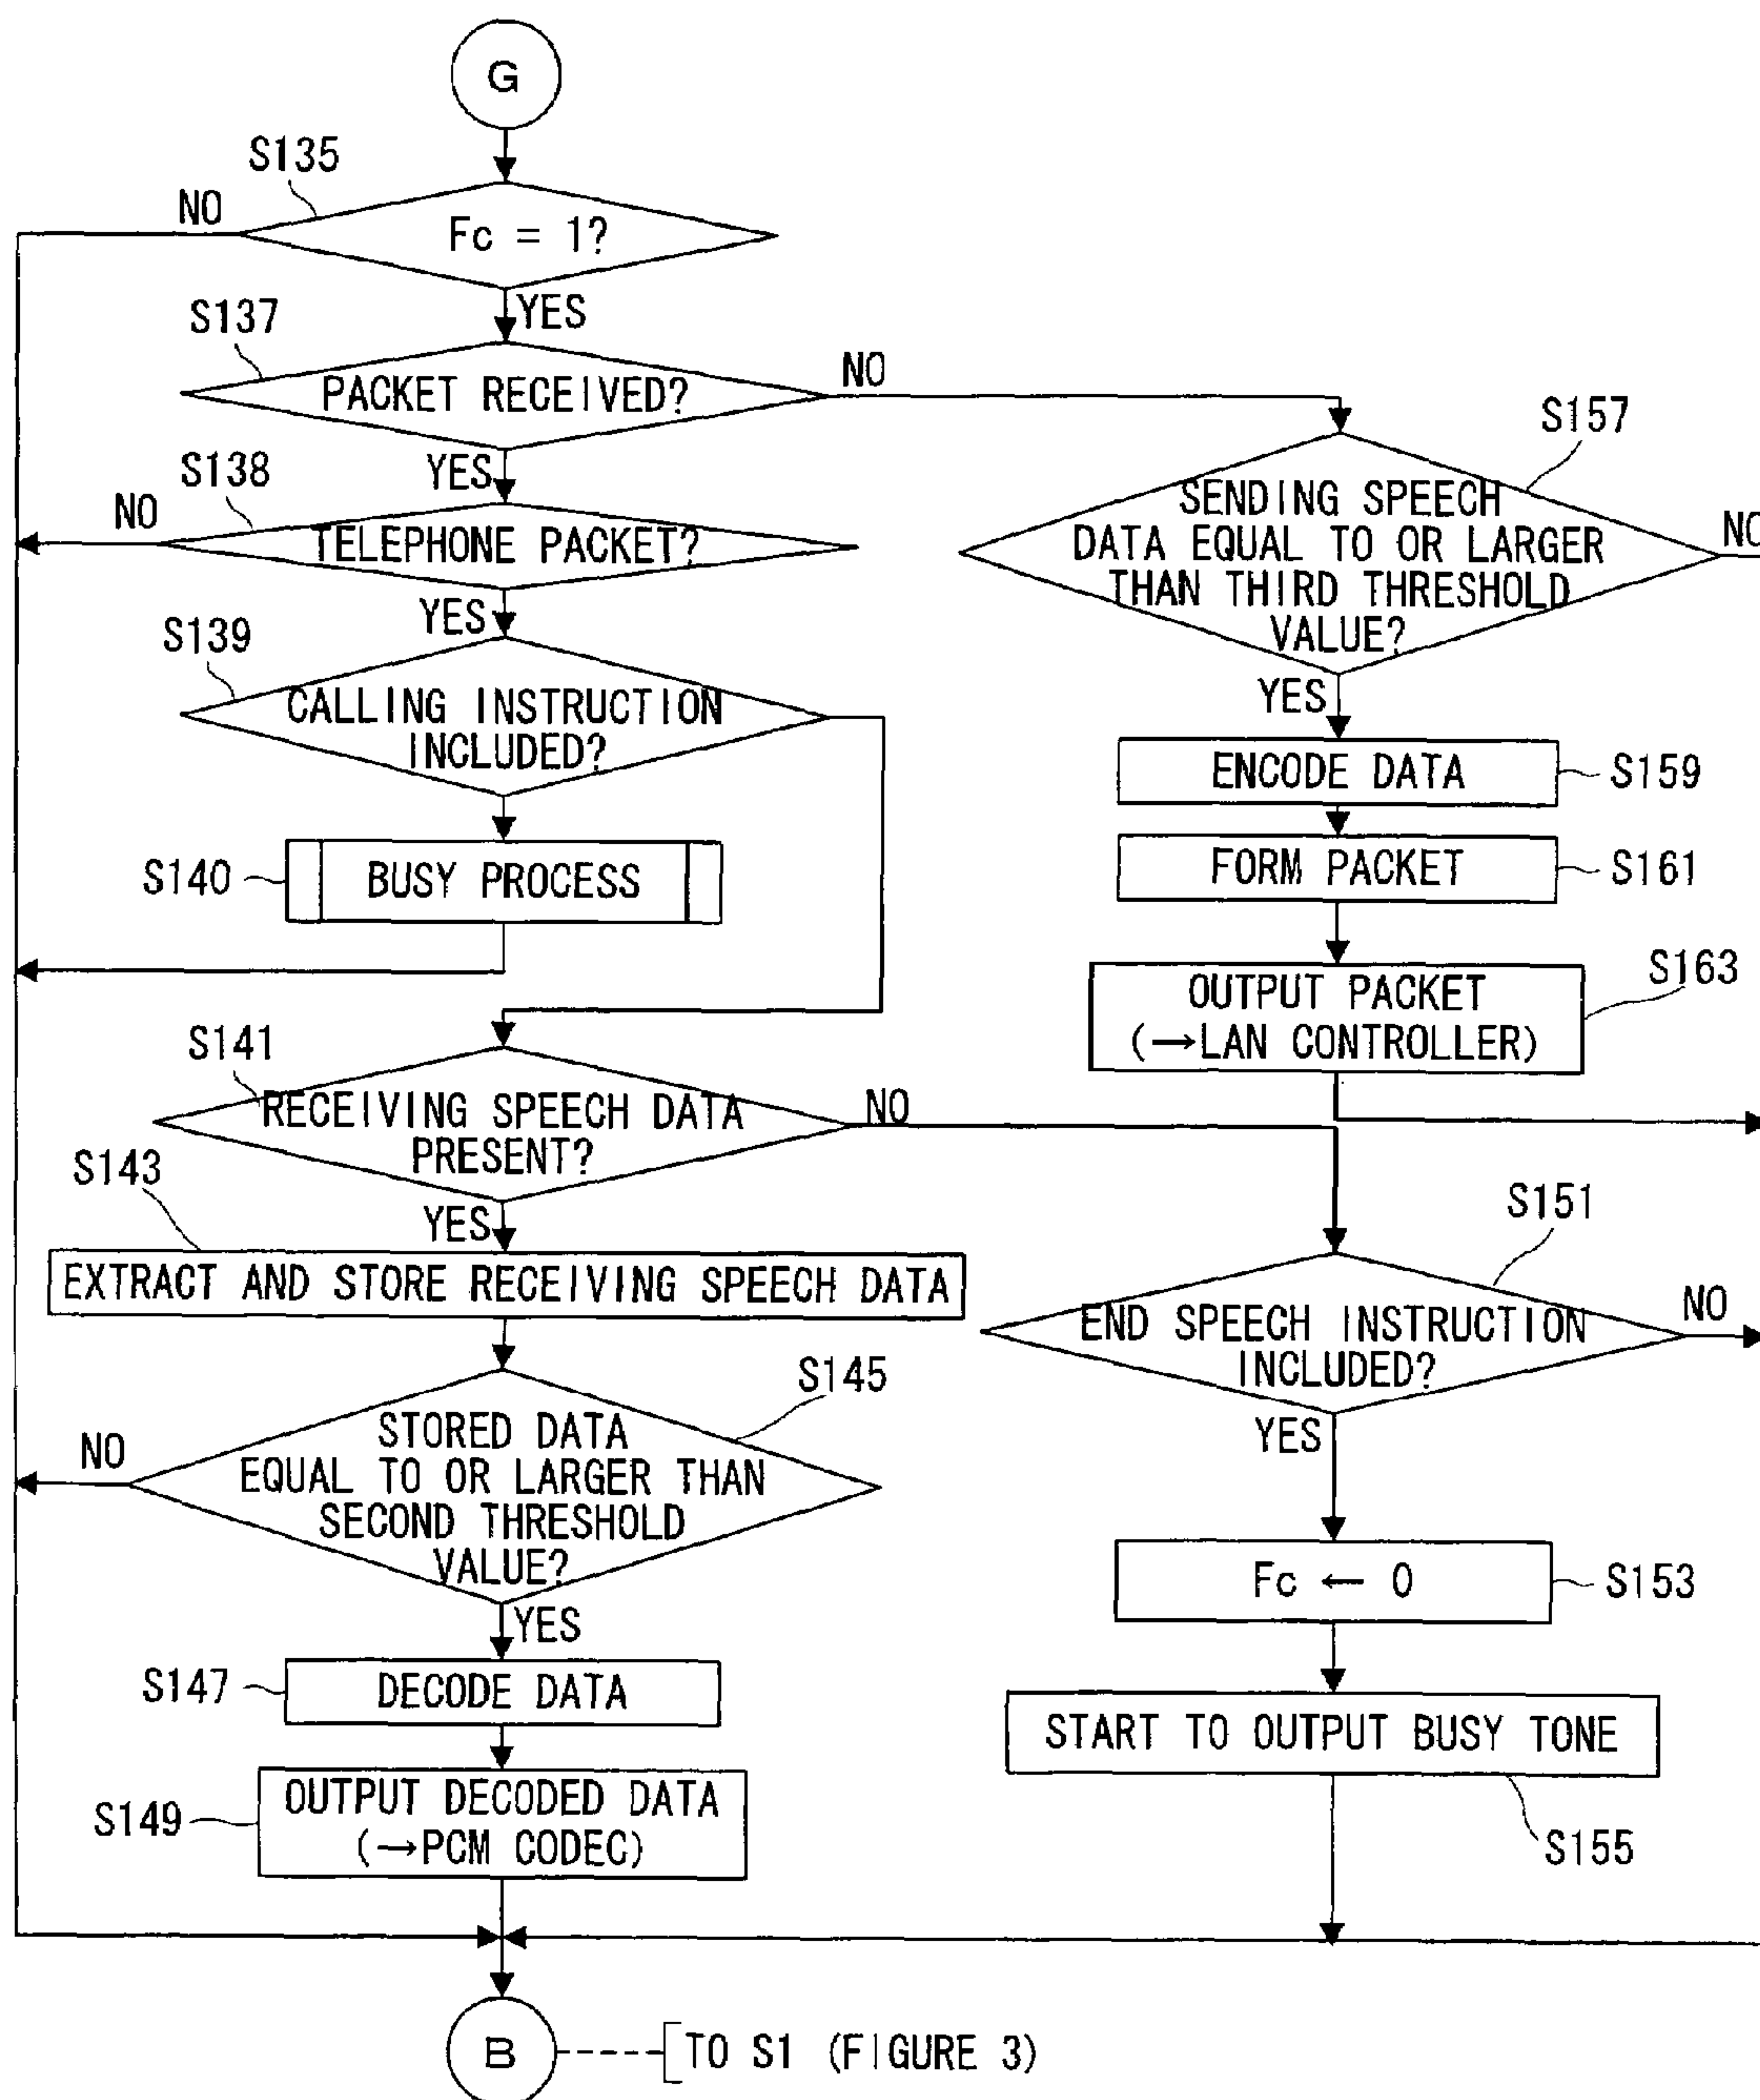 G
S135
NO
Fc = 1?
YES
S137
PACKET RECEIVED?
NO
S138
YES
NO
TELEPHONE PACKET?
YES
S139
CALLING INSTRUCTION
INCLUDED?
S140
BUSY PROCESS
S141
RECEIVING SPEECH DATA
PRESENT?
NO
S143
YES
EXTRACT AND STORE RECEIVING SPEECH DATA
S145
NO
STORED DATA
EQUAL TO OR LARGER THAN
SECOND THRESHOLD
VALUE?
YES
S147
DECODE DATA
S149
OUTPUT DECODED DATA
(→PCM CODEC)
S157
SENDING SPEECH
DATA EQUAL TO OR LARGER
THAN THIRD THRESHOLD
VALUE?
NO
YES
ENCODE DATA
S159
FORM PACKET
S161
OUTPUT PACKET
(→LAN CONTROLLER)
S163
S151
END SPEECH INSTRUCTION
INCLUDED?
NO
YES
Fc ← 0
S153
START TO OUTPUT BUSY TONE
S155
B
TO S1 (FIGURE 3)